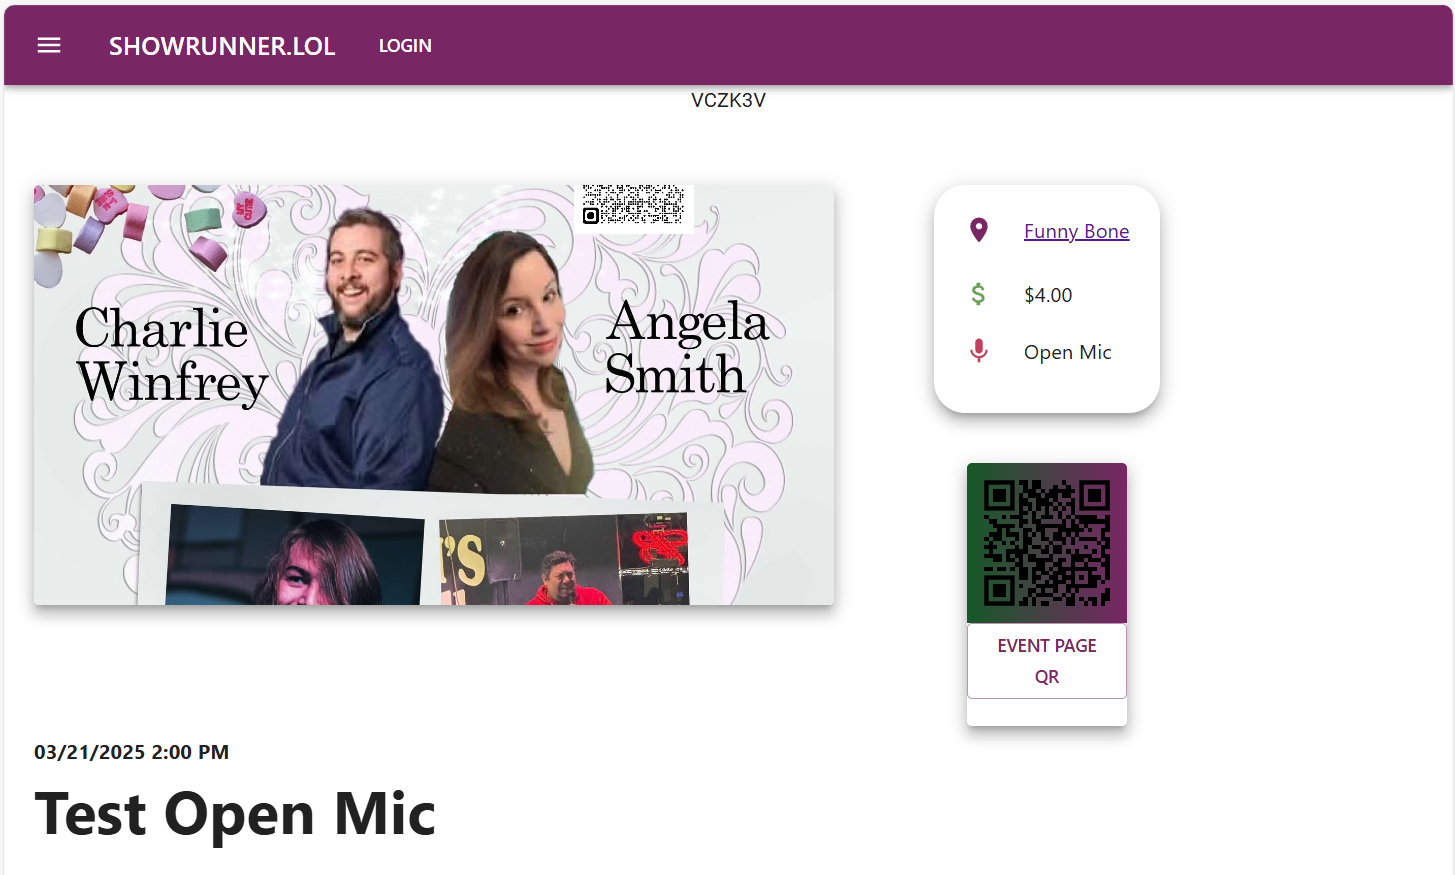 SHOWRUNNER.LOL LOGIN
VCZK3V
Charlie
Winfrey
Angela
Smith
Funny Bone
$4.00
Open Mic
EVENT PAGE
QR
03/21/2025 2:00 PM
Test Open Mic